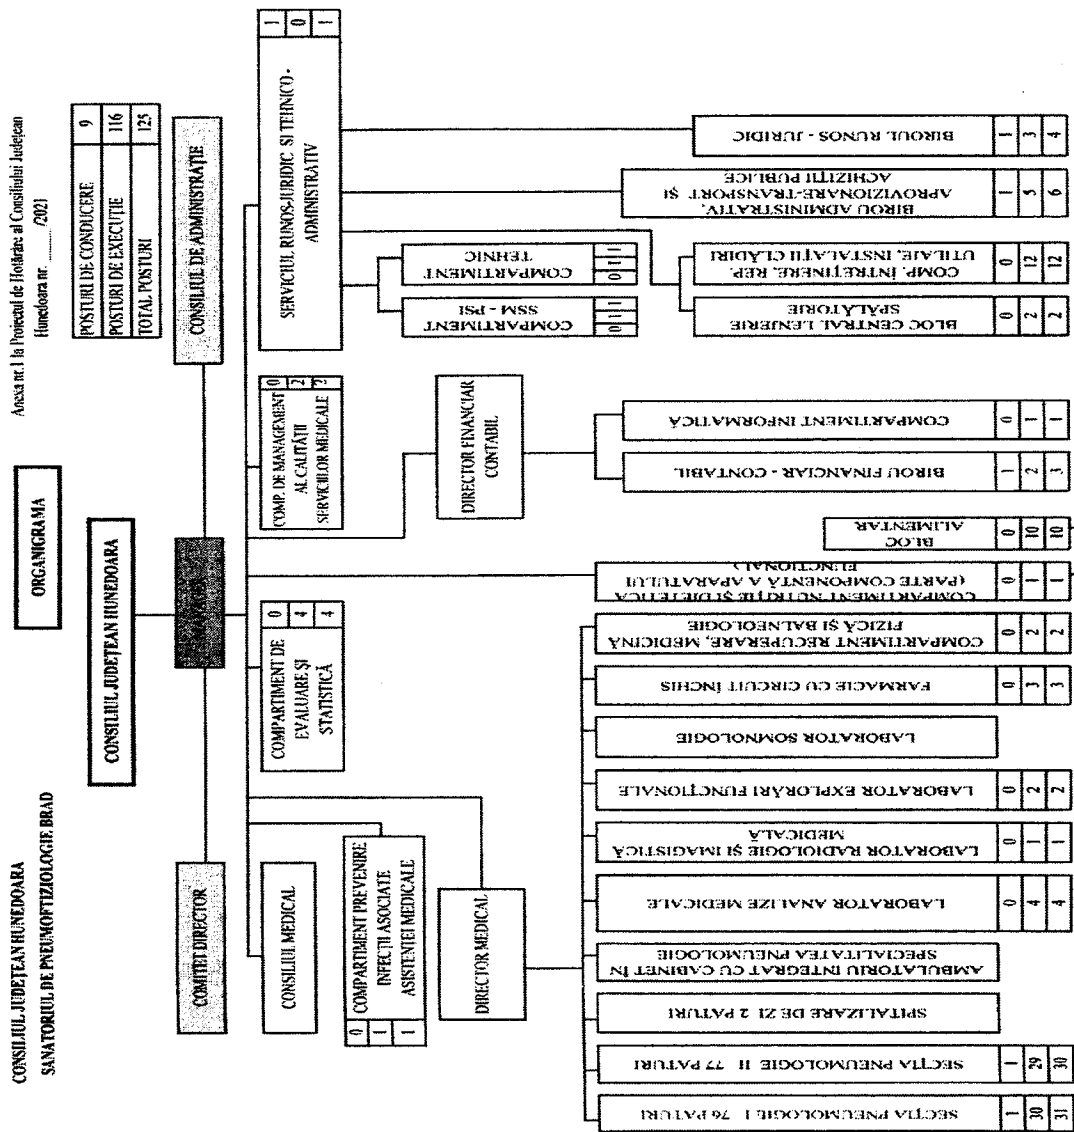 CONSILIUL JUDEȚEAN HUNEDOARA
SANATORIUL DE PNEUMOFTIZIOLOGIE BRAD
Anexa nr.1 la Proiectul de Hotărâre al Consiliului Județean
Hunedoara nr. ______ /2021
ORGANIGRAMA
POSTURI DE CONDUCERE 9
POSTURI DE EXECUȚIE 116
TOTAL POSTURI 125
CONSILIUL JUDEȚEAN HUNEDOARA
COMITET DIRECTOR
MANAGER
CONSILIUL DE ADMINISTRAȚIE
CONSILIUL MEDICAL
COMPARTIMENT DE
EVALUARE ȘI
STATISTICĂ
0
4
4
COMP. DE MANAGEMENT
AL CALITĂȚII
SERVICIILOR MEDICALE
0
2
2
SERVICIUL RUNOS-JURIDIC SI TEHNICO -
ADMINISTRATIV
1
0
1
0
1
1
COMPARTIMENT PREVENIRE
INFECȚII ASOCIATE
ASISTENȚEI MEDICALE
DIRECTOR MEDICAL
DIRECTOR FINANCIAR
CONTABIL
COMPARTIMENT
SSM - PSI
0
1
1
COMPARTIMENT
TEHNIC
0
1
1
SECȚIA PNEUMOLOGIE I 76 PATURI
1
30
31
SECȚIA PNEUMOLOGIE II 77 PATURI
1
29
30
SPITALIZARE DE ZI 2 PATURI
AMBULATORIU INTEGRAT CU CABINET ÎN
SPECIALITATEA PNEUMOLOGIE
LABORATOR ANALIZE MEDICALE
0
4
4
LABORATOR RADIOLOGIE ȘI IMAGISTICĂ
MEDICALĂ
0
1
1
LABORATOR EXPLORĂRI FUNCȚIONALE
0
2
2
LABORATOR SOMNOLOGIE
FARMACIE CU CIRCUIT ÎNCHIS
0
3
3
COMPARTIMENT RECUPERARE, MEDICINĂ
FIZICĂ ȘI BALNEOLOGIE
0
2
2
COMPARTIMENT NUTRIȚIE ȘI DIETETICĂ
(PARTE COMPONENTĂ A APARATULUI
FUNCȚIONAL)
0
1
1
BLOC
ALIMENTAR
0
10
10
BIROU FINANCIAR - CONTABIL
1
2
3
COMPARTIMENT INFORMATICĂ
0
1
1
BLOC CENTRAL LENJERIE
SPĂLĂTORIE
0
2
2
COMP. ÎNTREȚINERE, REP.
UTILAJE, INSTALAȚII CLĂDIRI
0
12
12
BIROU ADMINISTRATIV,
APROVIZIONARE-TRANSPORT ȘI
ACHIZIȚII PUBLICE
1
5
6
BIROUL RUNOS - JURIDIC
1
3
4